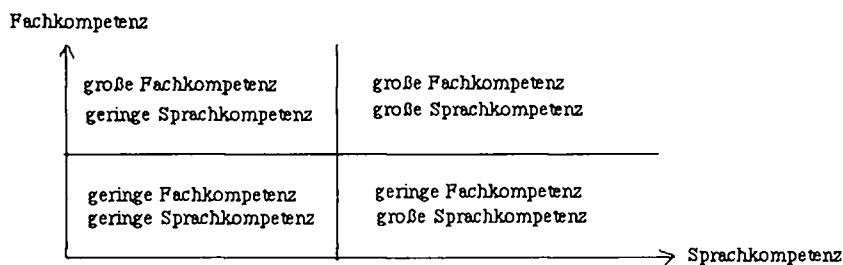 Fachkompetenz
große Fachkompetenz
geringe Sprachkompetenz
große Fachkompetenz
große Sprachkompetenz
geringe Fachkompetenz
geringe Sprachkompetenz
geringe Fachkompetenz
große Sprachkompetenz
Sprachkompetenz